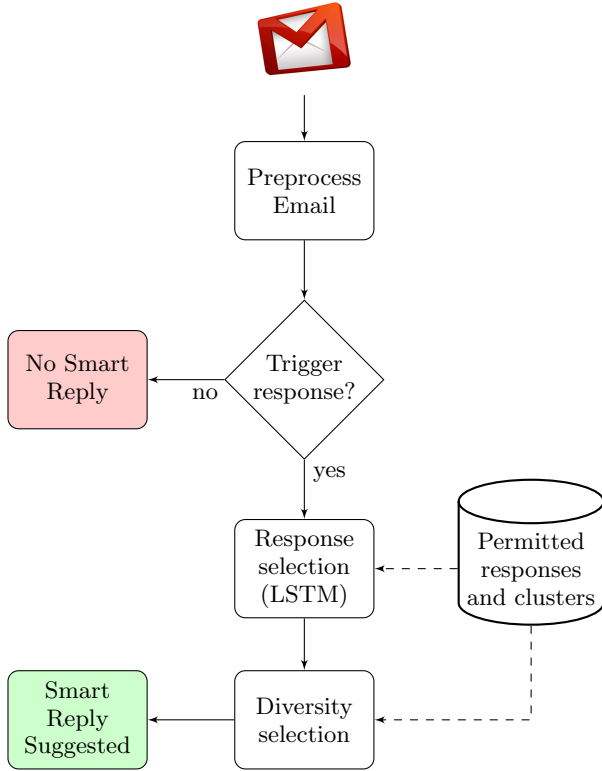 Preprocess
Email
Trigger
response?
No Smart
Reply
no
yes
Response
selection
(LSTM)
Permitted
responses
and clusters
Smart
Reply
Suggested
Diversity
selection